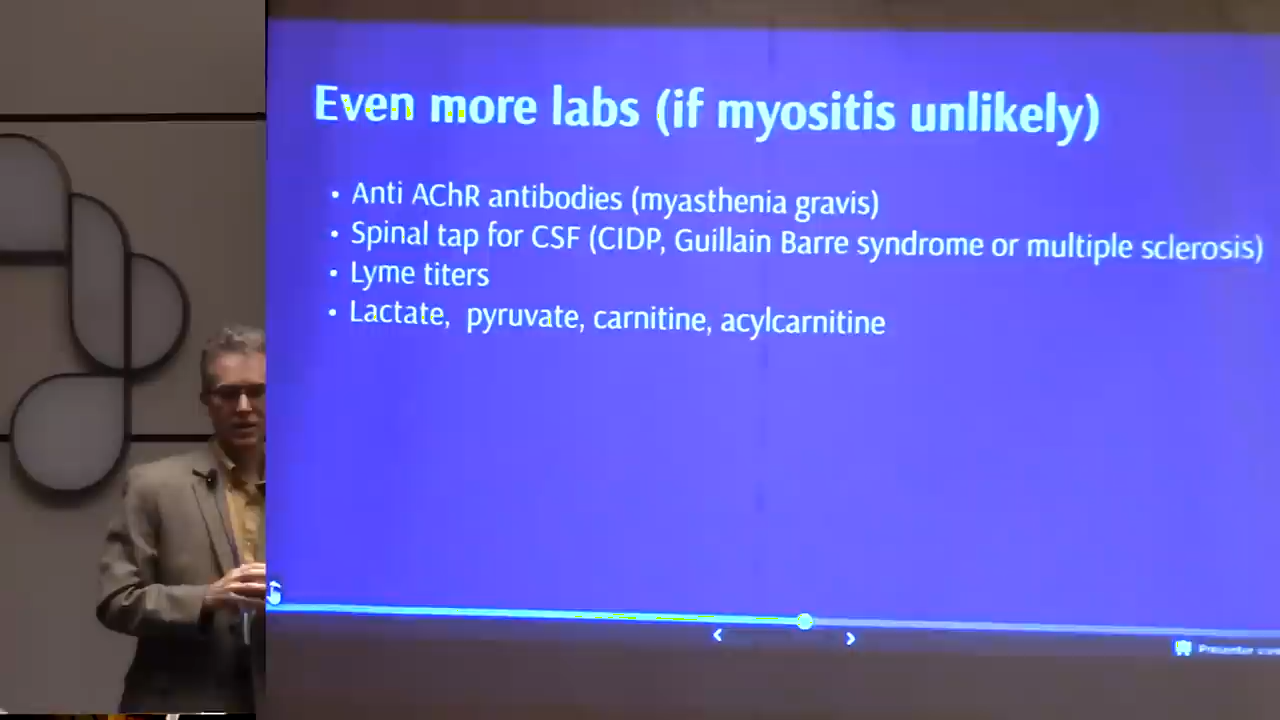 Even more labs (if myositis unlikely)
• Anti AChR antibodies (myasthenia gravis)
• Spinal tap for CSF (CIDP, Guillain Barre syndrome or multiple sclerosis)
• Lyme titers
• Lactate, pyruvate, carnitine, acylcarnitine
Presenter